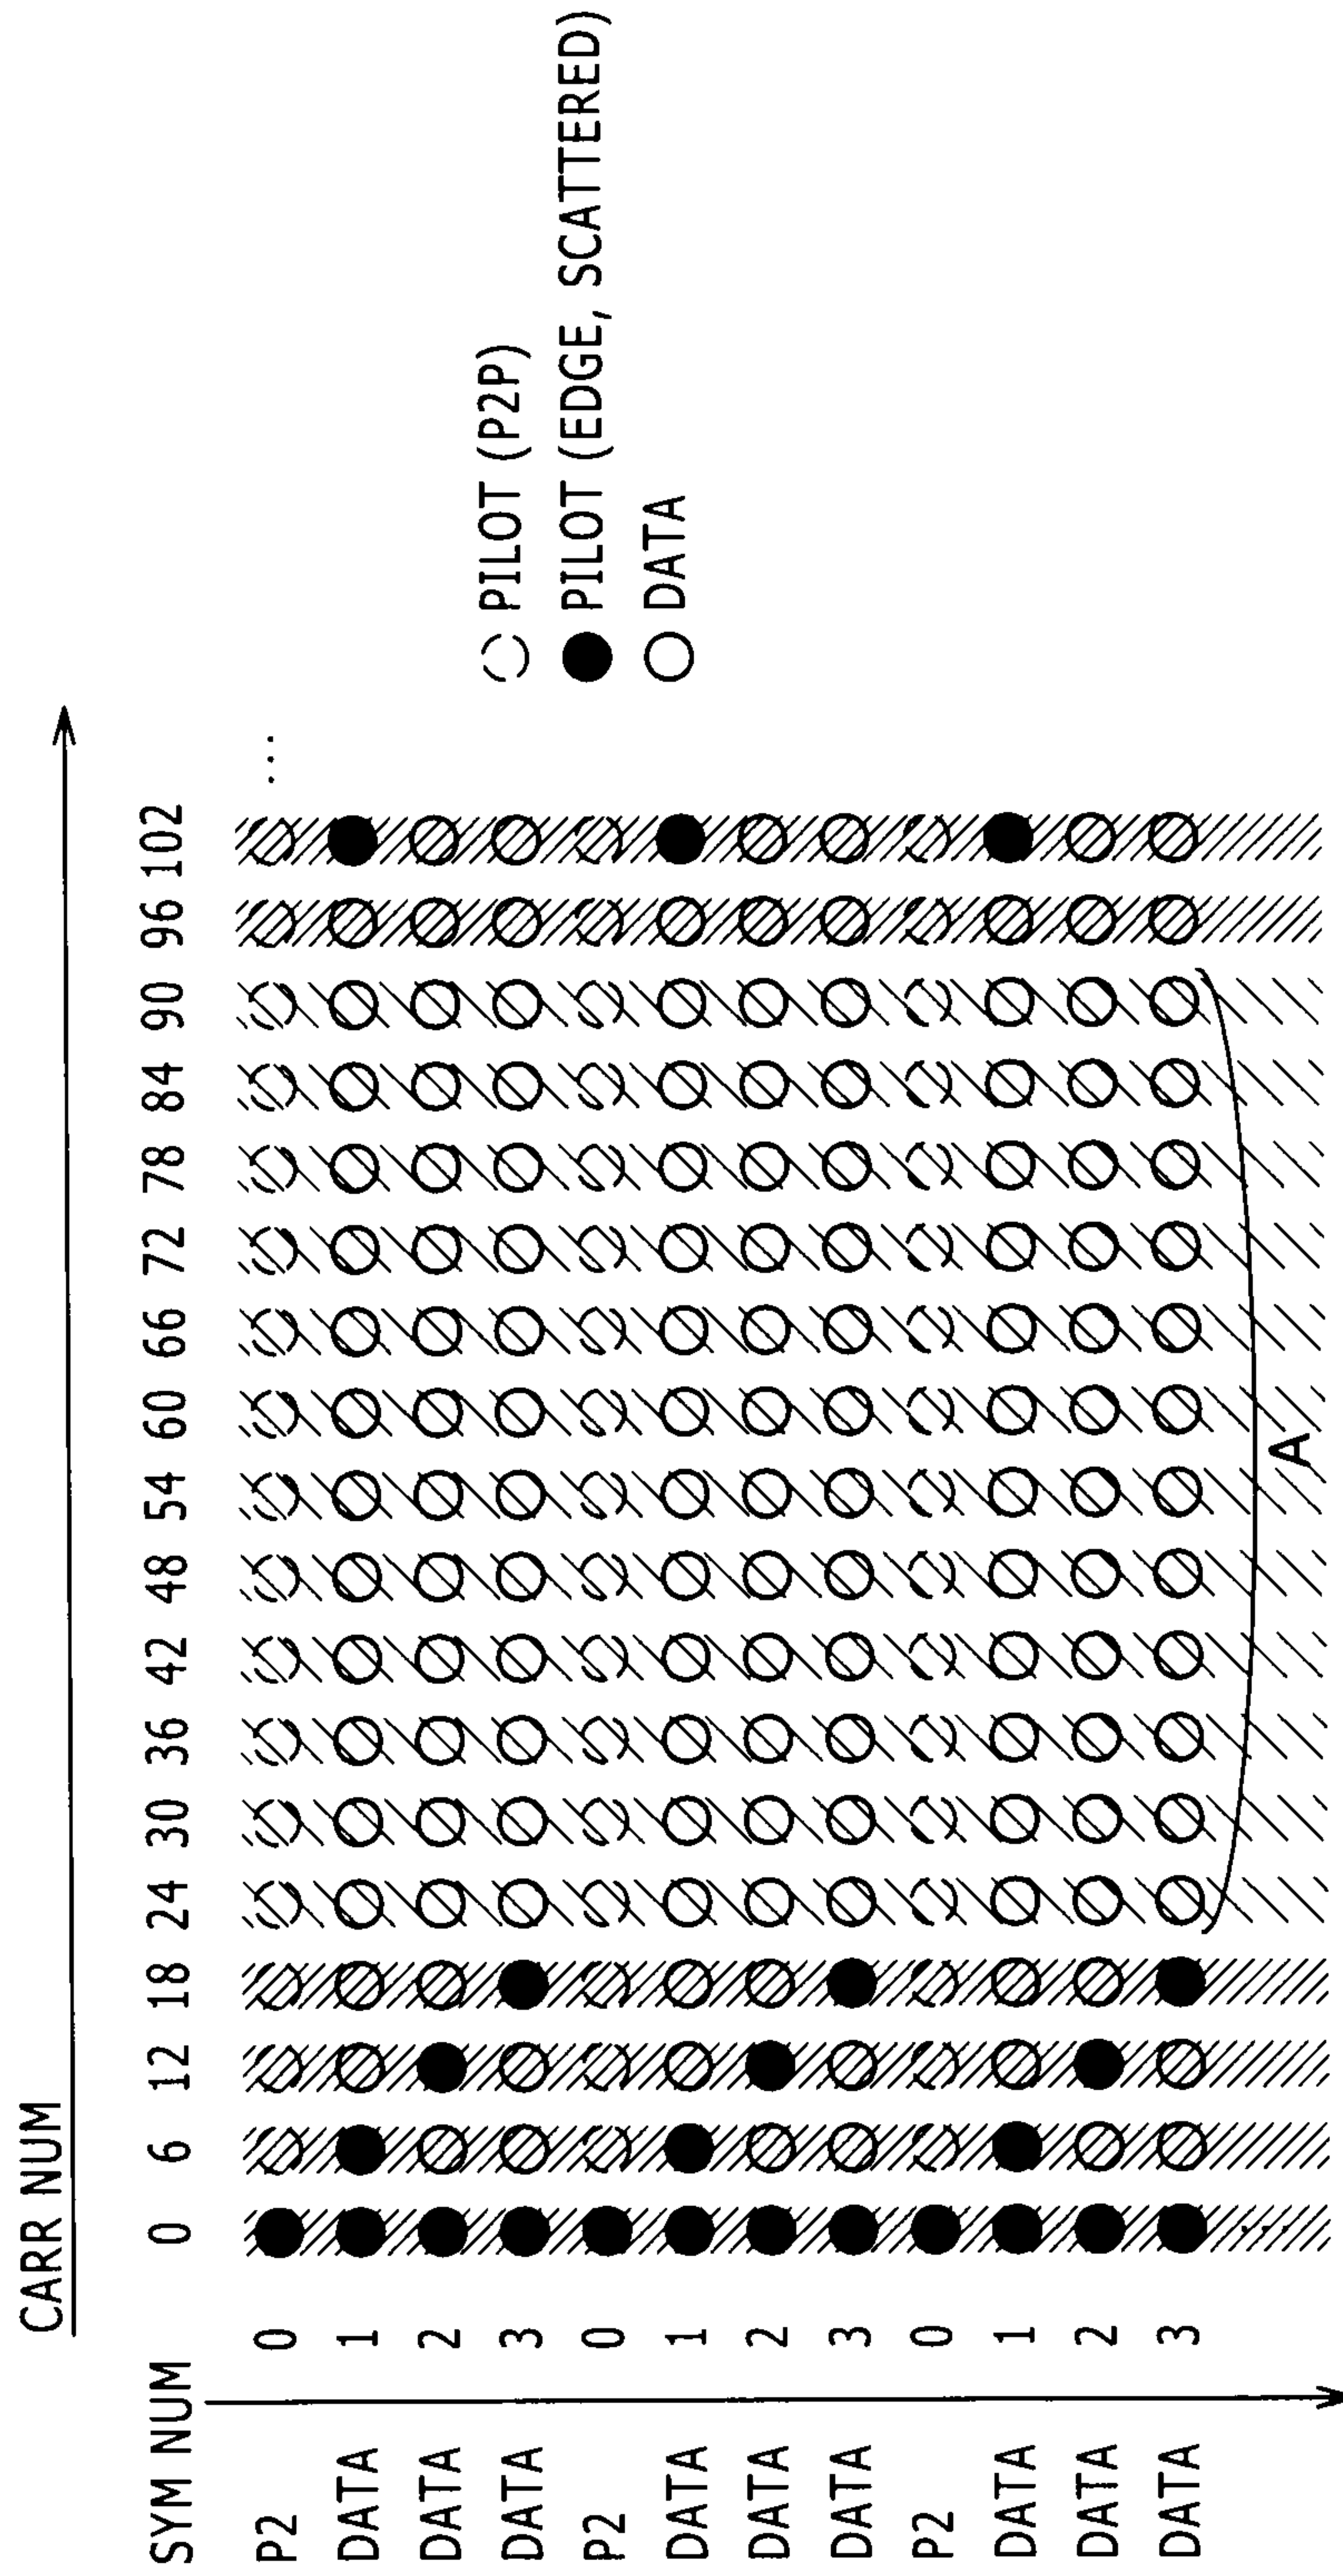 CARR NUM
SYM NUM 0 6 12 18 24 30 36 42 48 54 60 66 72 78 84 90 96 102
P2 0 ...
DATA 1
DATA 2
DATA 3
P2 0
DATA 1
DATA 2
DATA 3
P2 0
DATA 1
DATA 2
DATA 3
...
A
PILOT (P2P)
PILOT (EDGE, SCATTERED)
DATA